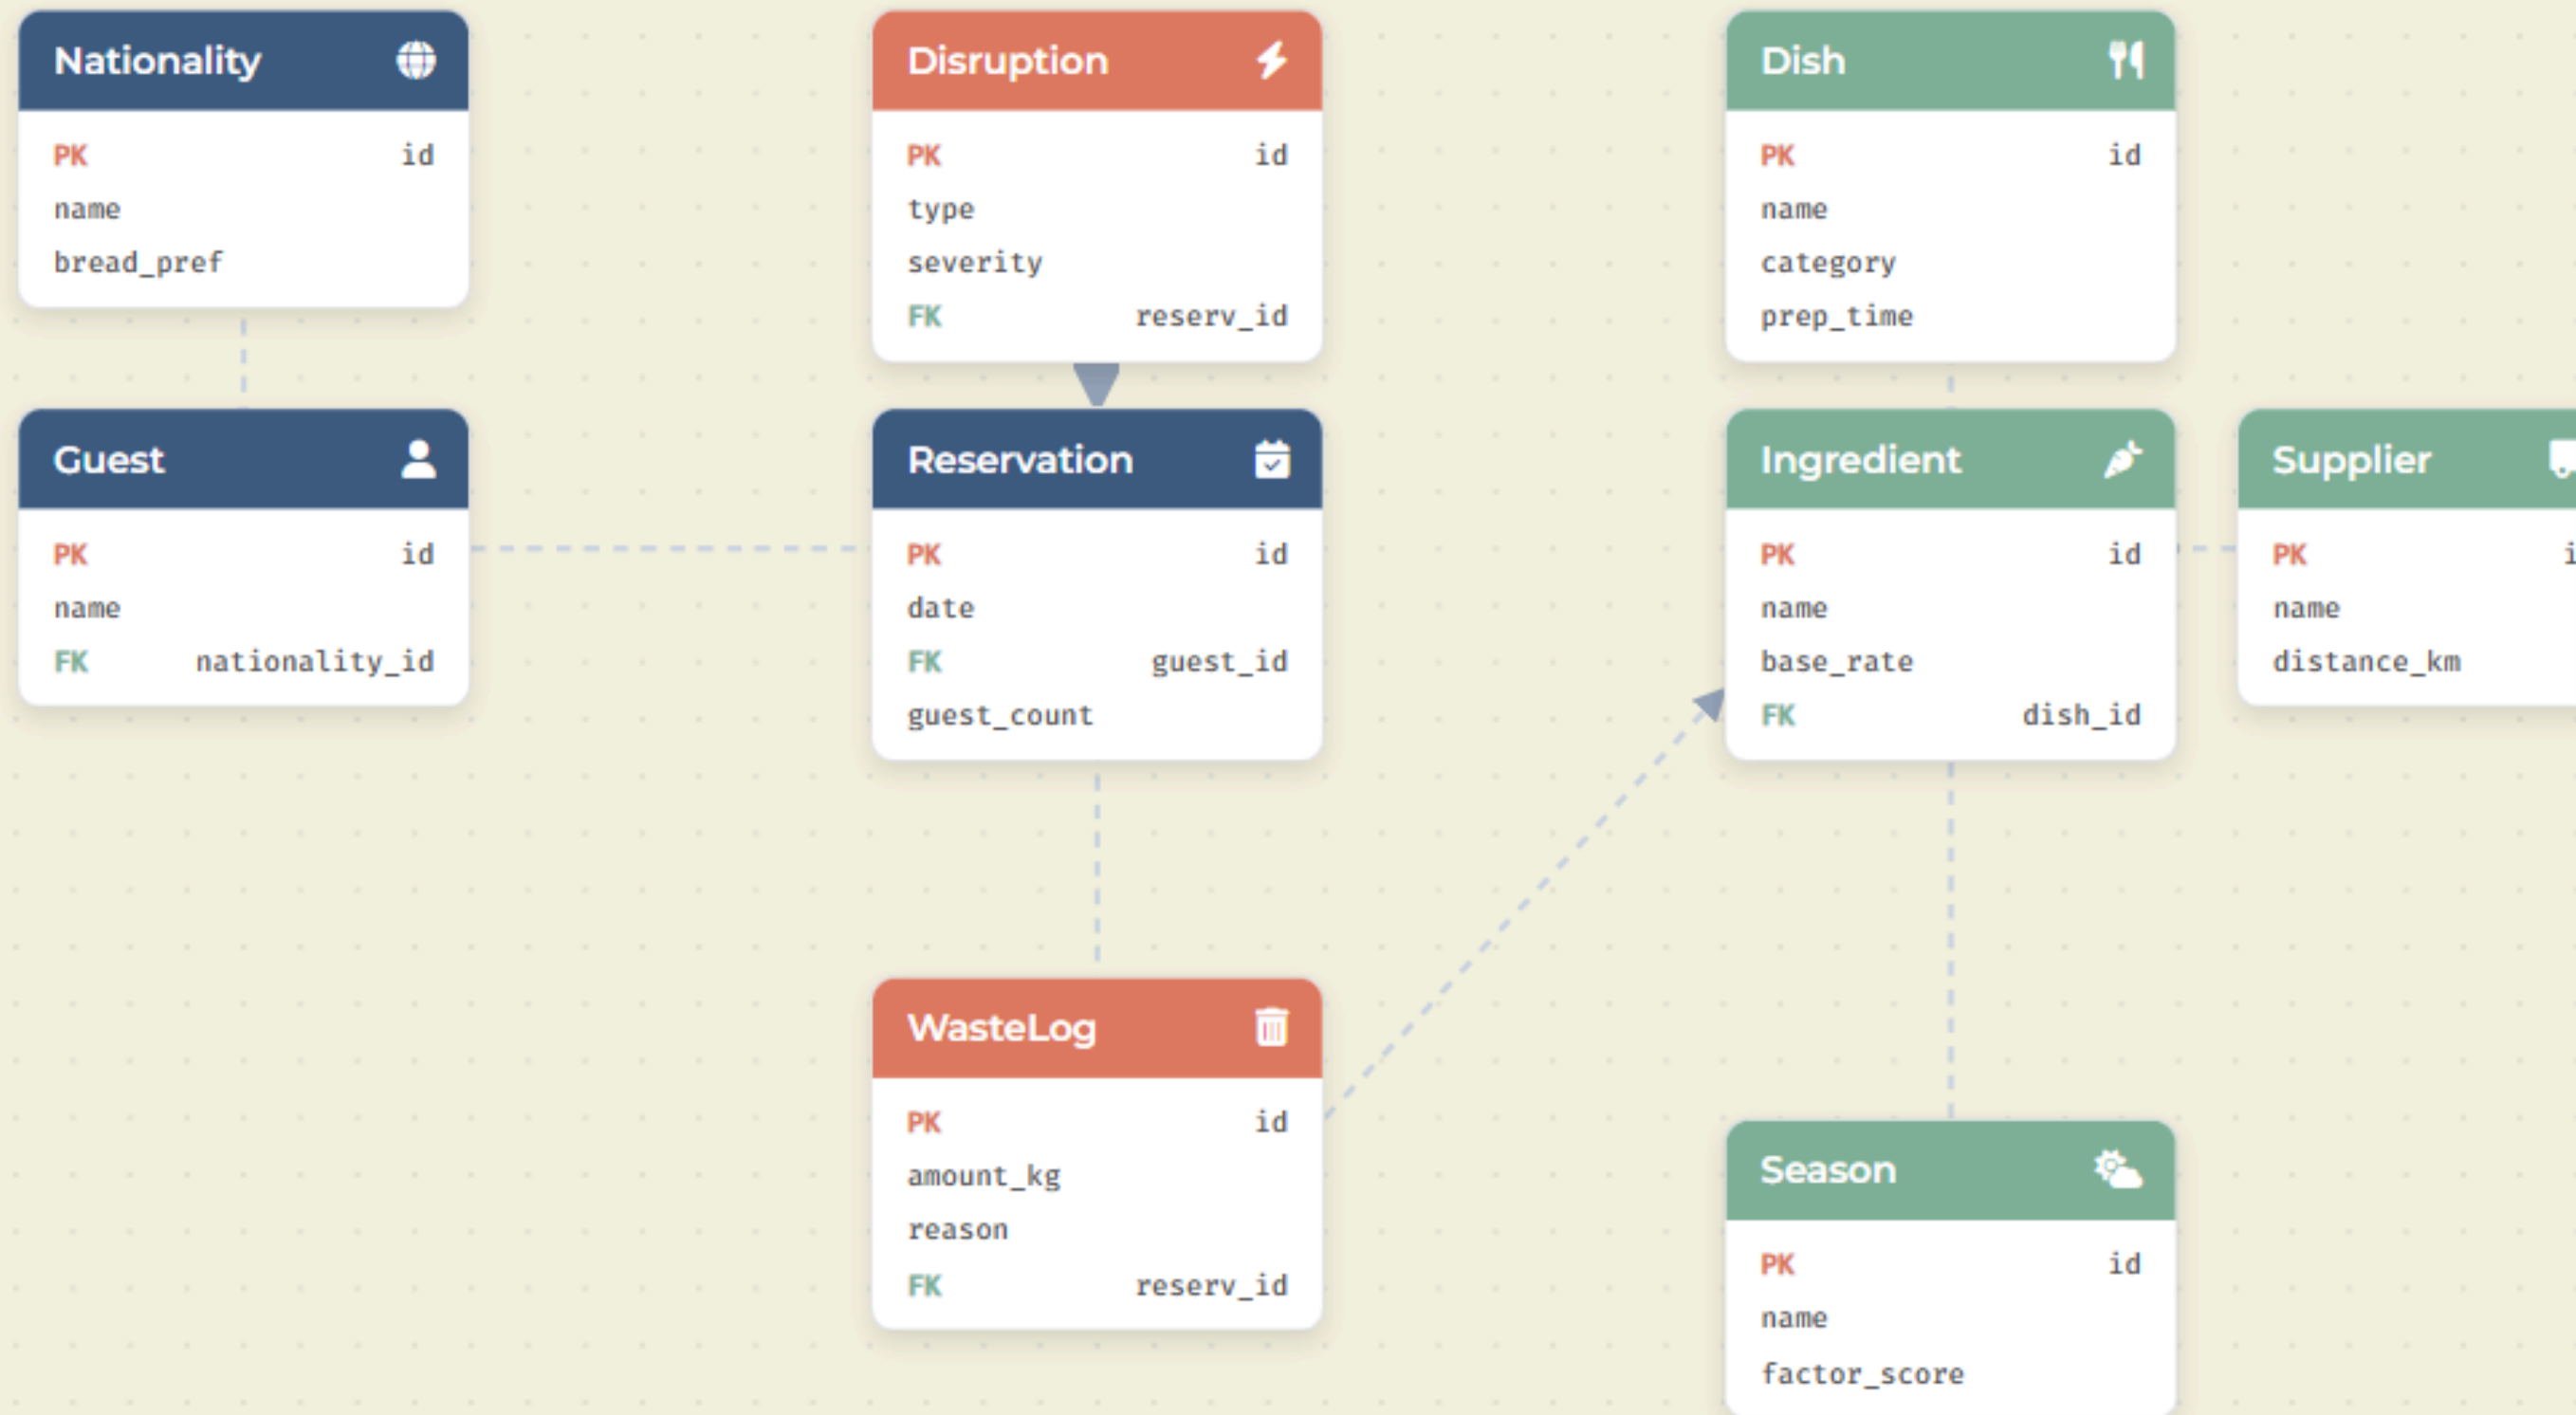 Nationality
PK id
name
bread_pref
Disruption
PK id
type
severity
FK reserv_id
Dish
PK id
name
category
prep_time
Guest
PK id
name
FK nationality_id
Reservation
PK id
date
FK guest_id
guest_count
Ingredient
PK id
name
base_rate
FK dish_id
Supplier
PK i
name
distance_km
WasteLog
PK id
amount_kg
reason
FK reserv_id
Season
PK id
name
factor_score